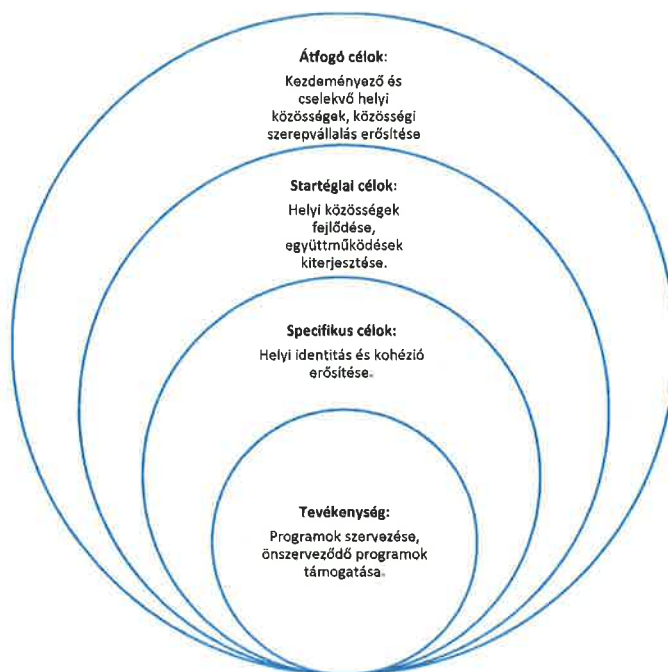 Átfogó célok:
Kezdeményező és
cselekvő helyi
közösségek, közösségi
szerepvállalás erősítése
Startéglai célok:
Helyi közösségek
fejlődése,
együttműködések
kiterjesztése.
Specifikus célok:
Helyi identitás és kohézió
erősítése.
Tevékenység:
Programok szervezése,
önszerveződő programok
támogatása.